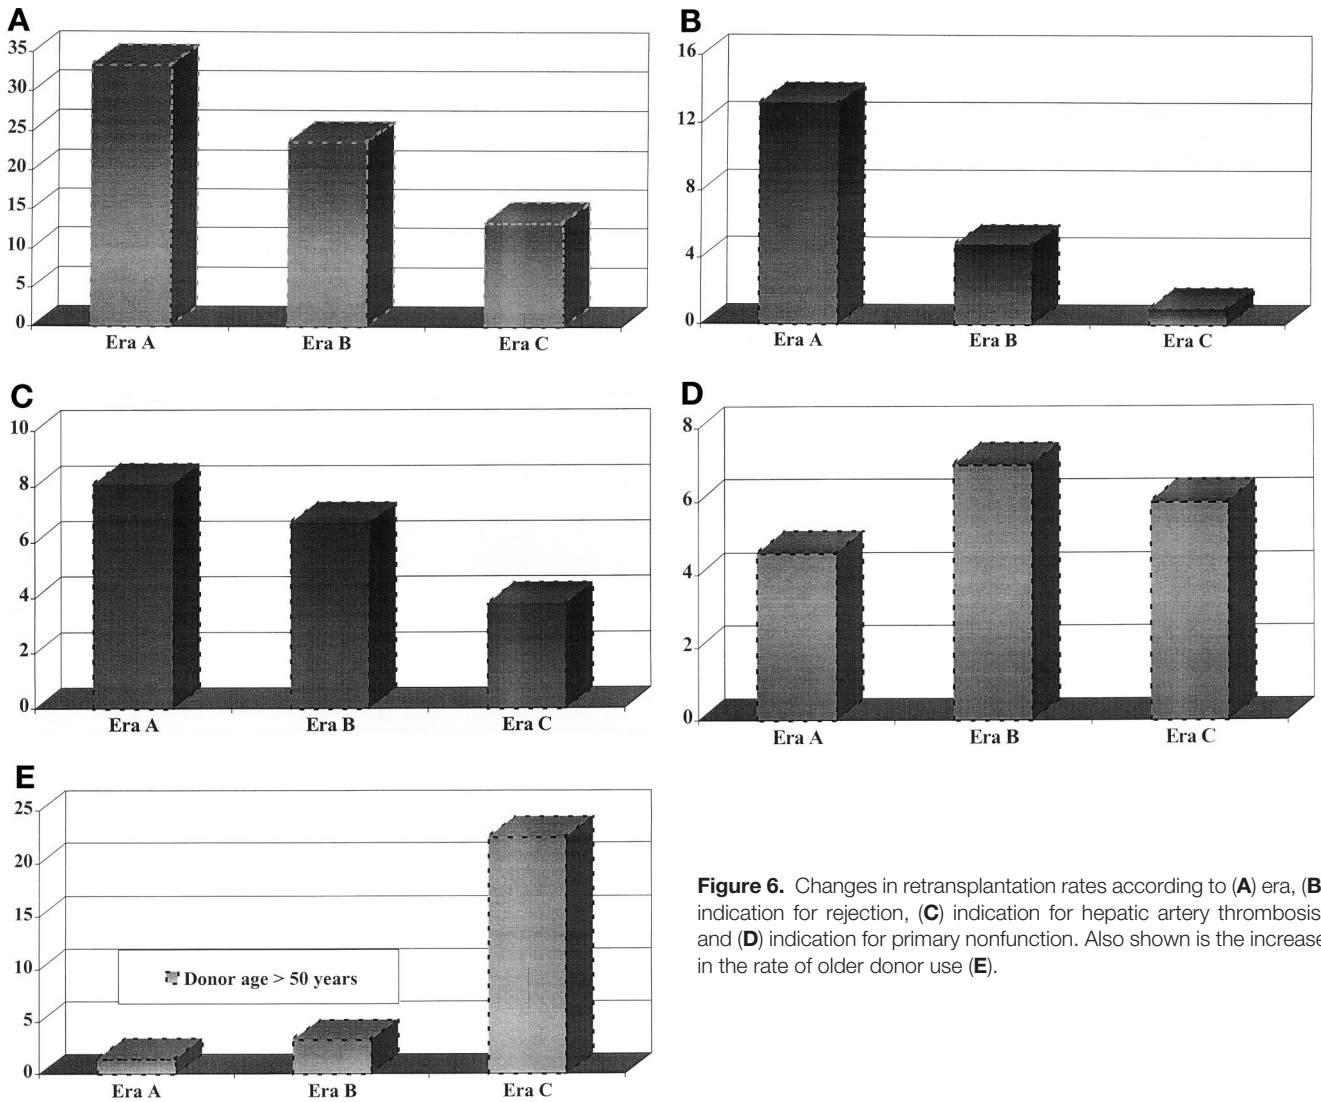 A
35
30
25
20
15
10
5
0
Era A Era B Era C
B
16
12
8
4
0
Era A Era B Era C
C
10
8
6
4
2
0
Era A Era B Era C
D
8
6
4
2
0
Era A Era B Era C
E
25
20
15
10
5
0
Donor age > 50 years
Era A Era B Era C
Figure 6. Changes in retransplantation rates according to (A) era, (B
indication for rejection, (C) indication for hepatic artery thrombosis
and (D) indication for primary nonfunction. Also shown is the increase
in the rate of older donor use (E).